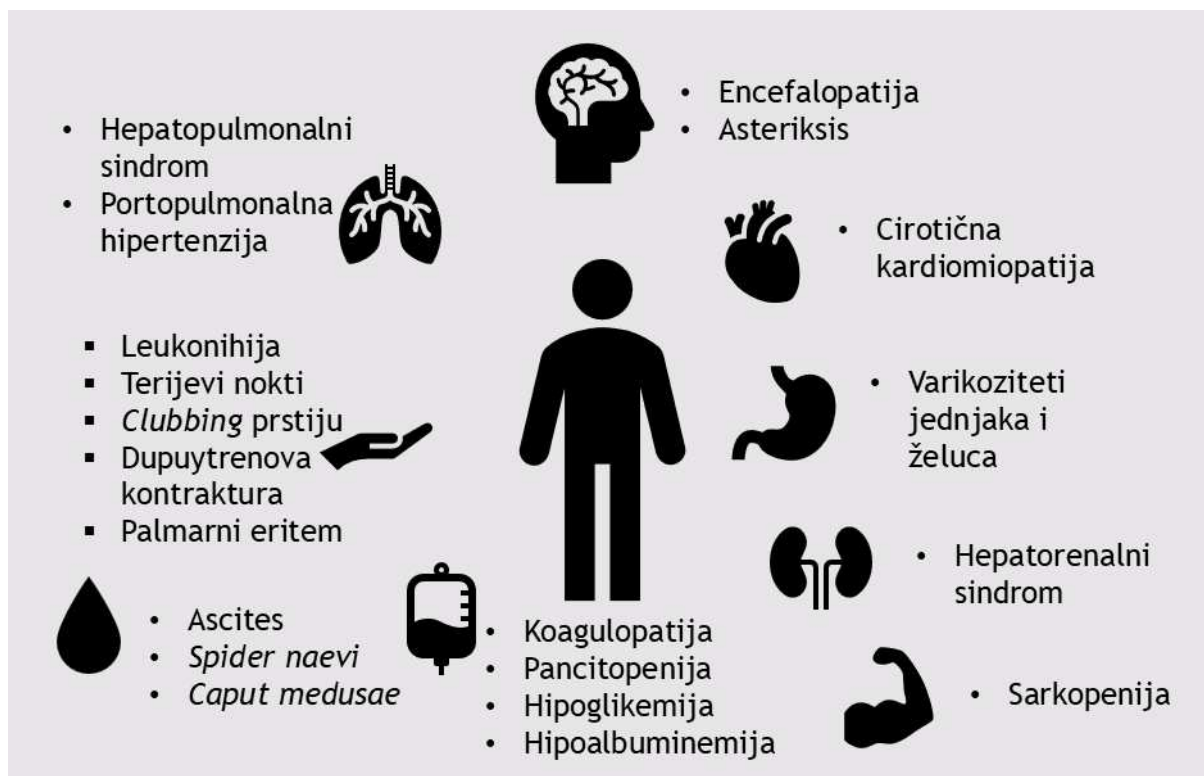 • Encefalopatija
• Asteriksis
• Hepatopulmonalni
sindrom
• Portopulmonalna
hipertenzija
• Cirotična
kardiomiopatija
▪ Leukonihija
▪ Terijevi nokti
▪ Clubbing prstiju
▪ Dupuytrenova
kontraktura
▪ Palmarni eritem
• Varikoziteti
jednjaka i
želuca
• Hepatorenalni
sindrom
• Ascites
• Spider naevi
• Caput medusae
• Koagulopatija
• Pancitopenija
• Hipoglikemija
• Hipoalbuminemija
• Sarkopenija